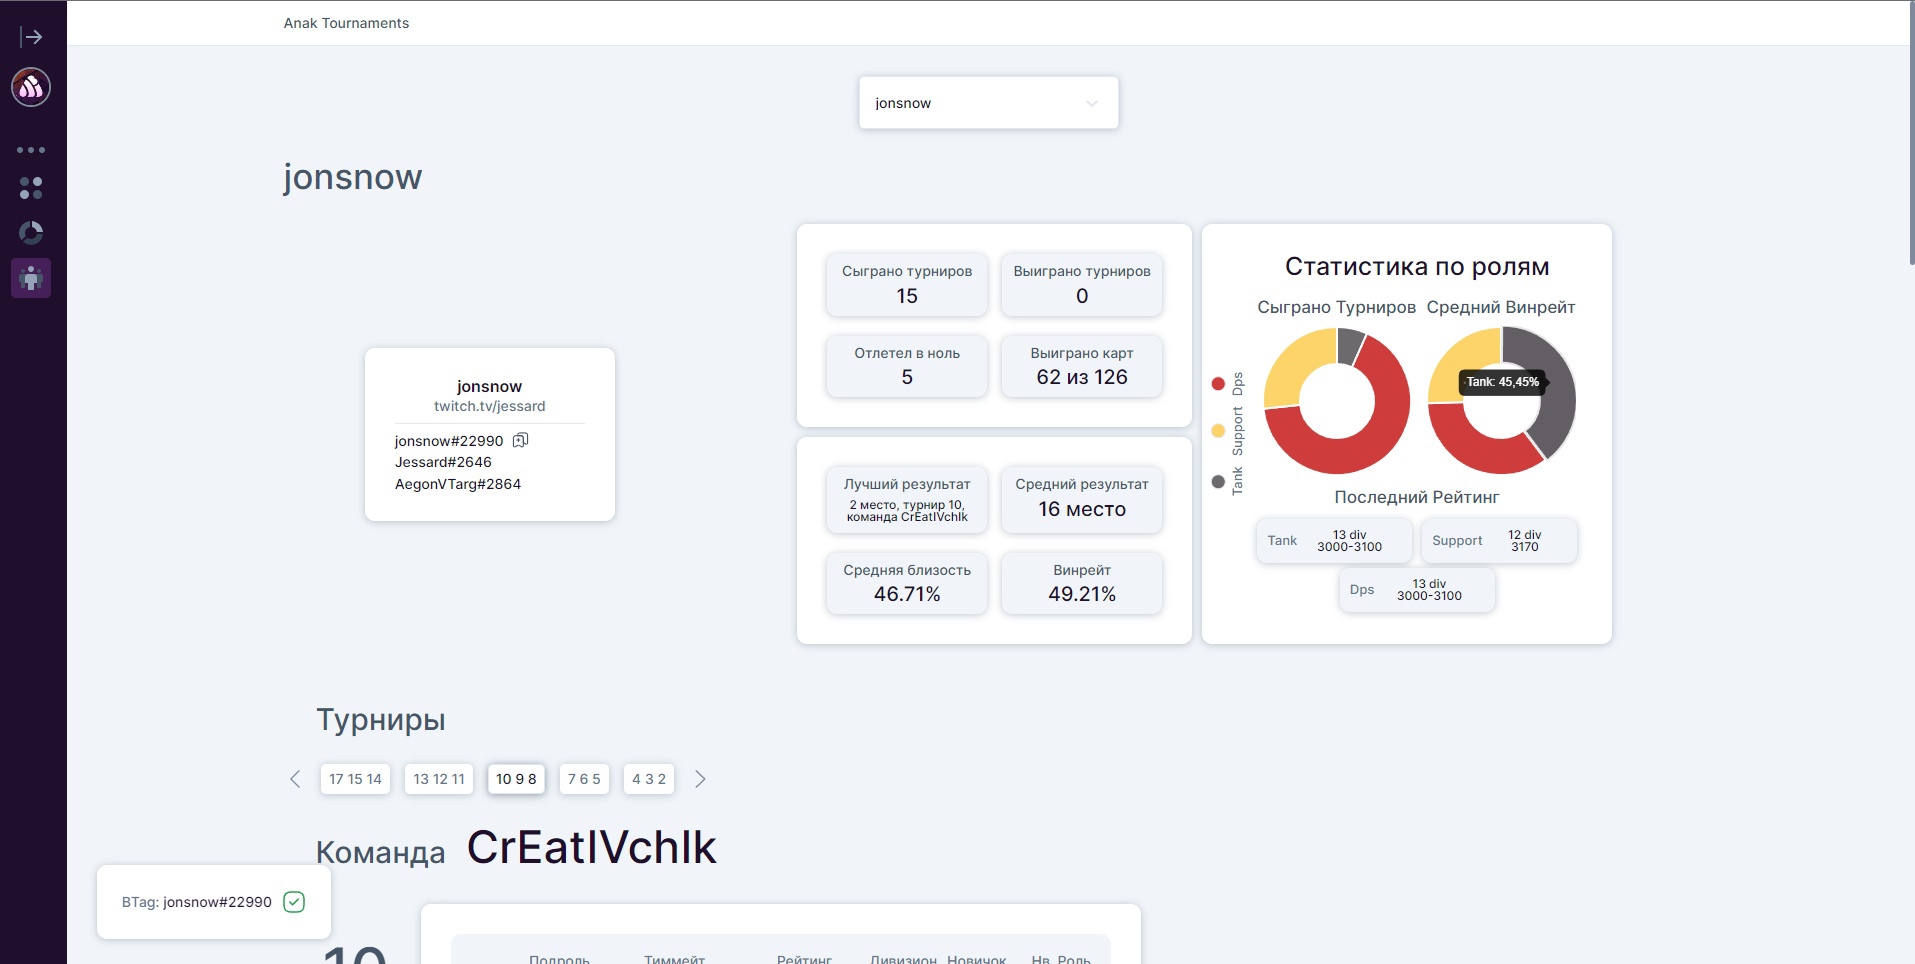 Anak Tournaments
jonsnow
jonsnow
jonsnow
twitch.tv/jessard
jonsnow#22990
Jessard#2646
AegonVTarg#2864
Сыграно турниров
15
Выиграно турниров
0
Отлетел в ноль
5
Выиграно карт
62 из 126
Лучший результат
2 место, турнир 10,
команда CrEatIVchIk
Средний результат
16 место
Средняя близость
46.71%
Винрейт
49.21%
Статистика по ролям
Сыграно Турниров
Средний Винрейт
Dps
Support
Tank
Tank: 45,45%
Последний Рейтинг
Tank
13 div
3000-3100
Support
12 div
3170
Dps
13 div
3000-3100
Турниры
17 15 14
13 12 11
10 9 8
7 6 5
4 3 2
Команда CrEatIVchIk
BTag: jonsnow#22990
10
Подроль Тиммейт Рейтинг Дивизион Новичок Нв. Роль